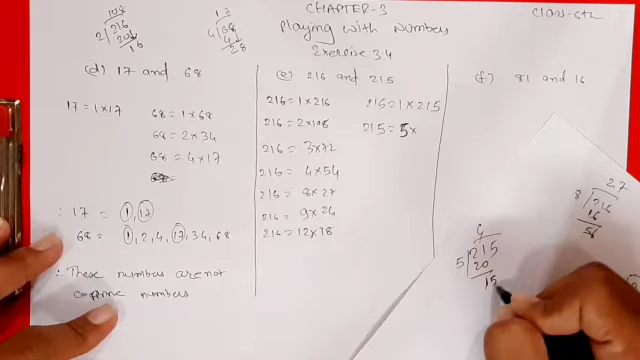 CHAPTER-3
Class-6th
Playing with Numbers
Exercise 3.4
108
2 216
16
4 68
4
28
(d) 17 and 68
17 = 1×17
68 = 1×68
68 = 2×34
68 = 4×17
∴ 17 = 1, 17
68 = 1, 2, 4, 17, 34, 68
∴ These numbers are not
coprime numbers
(e) 216 and 215
216 = 1×216
216 = 2×108
216 = 3×72
216 = 4×54
216 = 8×27
216 = 9×24
216 = 12×18
215 = 1×215
215 = 5×
(f) 81 and 16
27
8 216
16
56
4
5 215
20
15